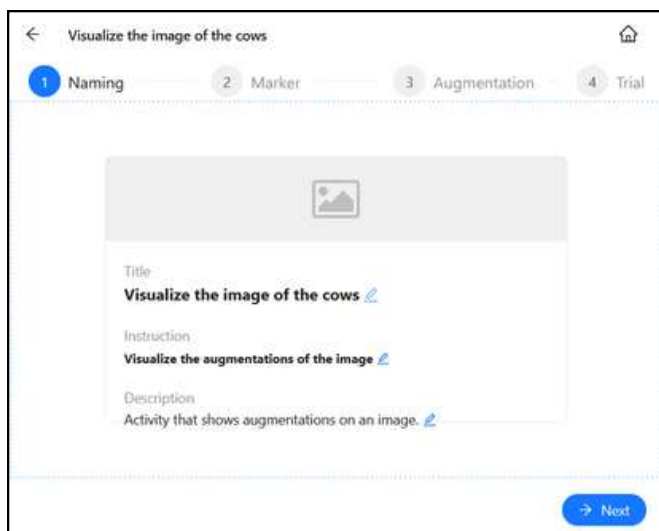 Visualize the image of the cows
1 Naming 2 Marker 3 Augmentation 4 Trial
Title
Visualize the image of the cows
Instruction
Visualize the augmentations of the image
Description
Activity that shows augmentations on an image.
Next